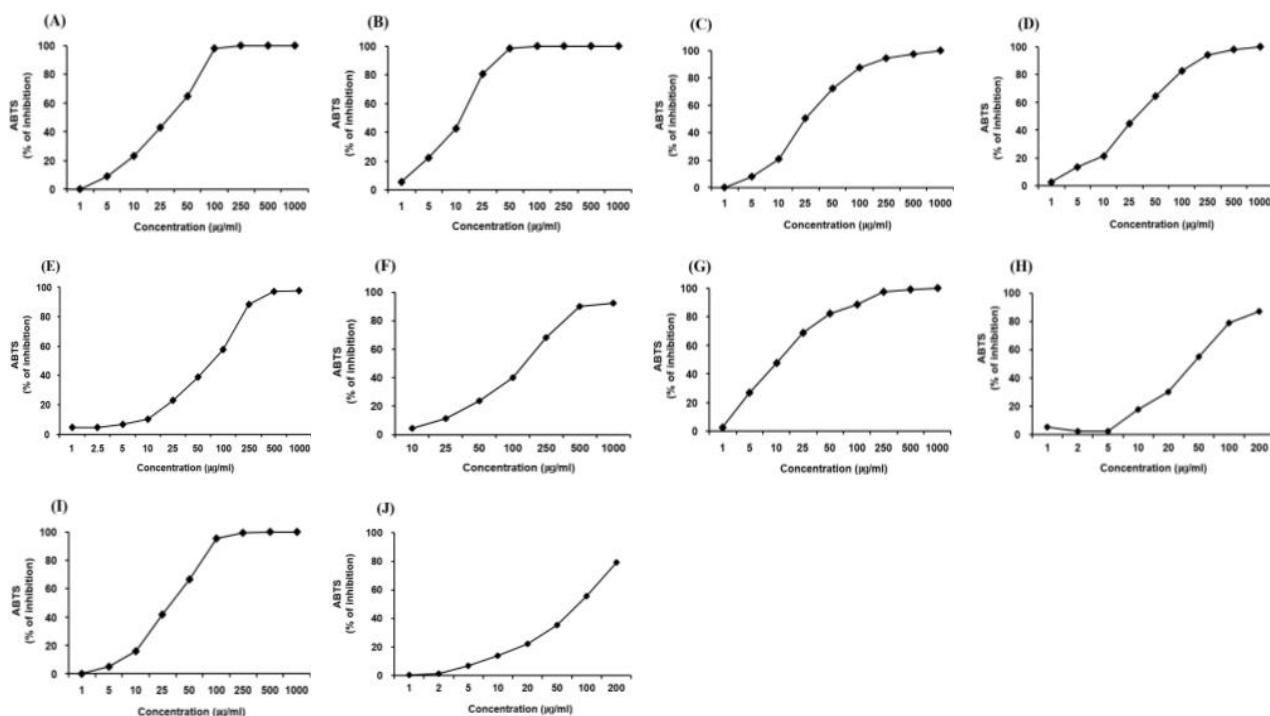 (A)
ABTS
(% of inhibition)
100
80
60
40
20
0
1 5 10 25 50 100 250 500 1000
Concentration (µg/ml)
(B)
ABTS
(% of inhibition)
100
80
60
40
20
0
1 5 10 25 50 100 250 500 1000
Concentration (µg/ml)
(C)
ABTS
(% of inhibition)
100
80
60
40
20
0
1 5 10 25 50 100 250 500 1000
Concentration (µg/ml)
(D)
ABTS
(% of inhibition)
100
80
60
40
20
0
1 5 10 25 50 100 250 500 1000
Concentration (µg/ml)
(E)
ABTS
(% of inhibition)
100
80
60
40
20
0
1 2.5 5 10 25 50 100 250 500 1000
Concentration (µg/ml)
(F)
ABTS
(% of inhibition)
100
80
60
40
20
0
10 25 50 100 250 500 1000
Concentration (µg/ml)
(G)
ABTS
(% of inhibition)
100
80
60
40
20
0
1 5 10 25 50 100 250 500 1000
Concentration (µg/ml)
(H)
ABTS
(% of inhibition)
100
80
60
40
20
0
1 2 5 10 20 50 100 200
Concentration (µg/ml)
(I)
ABTS
(% of inhibition)
100
80
60
40
20
0
1 5 10 25 50 100 250 500 1000
Concentration (µg/ml)
(J)
ABTS
(% of inhibition)
100
80
60
40
20
0
1 2 5 10 20 50 100 200
Concentration (µg/ml)